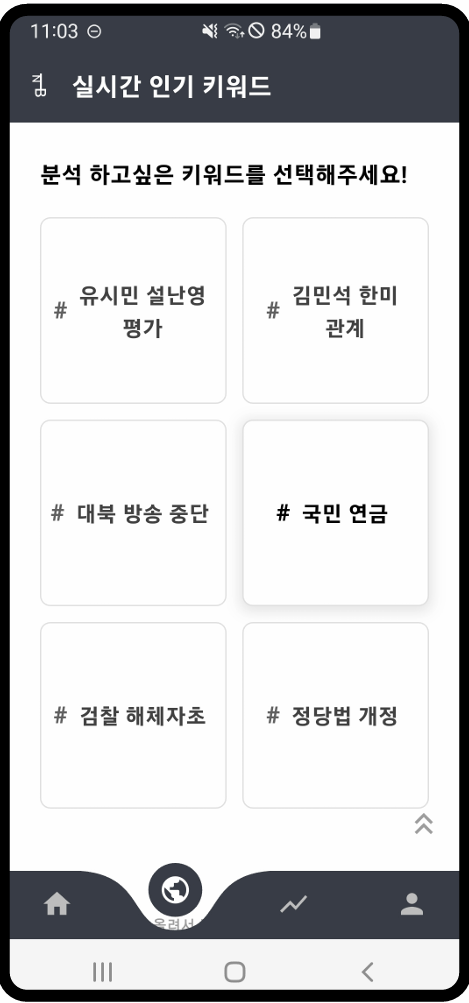 11:03
84%
실시간 인기 키워드
분석 하고싶은 키워드를 선택해주세요!
# 유시민 설난영
평가
# 김민석 한미
관계
# 대북 방송 중단
# 국민 연금
# 검찰 해체자초
# 정당법 개정
올려서